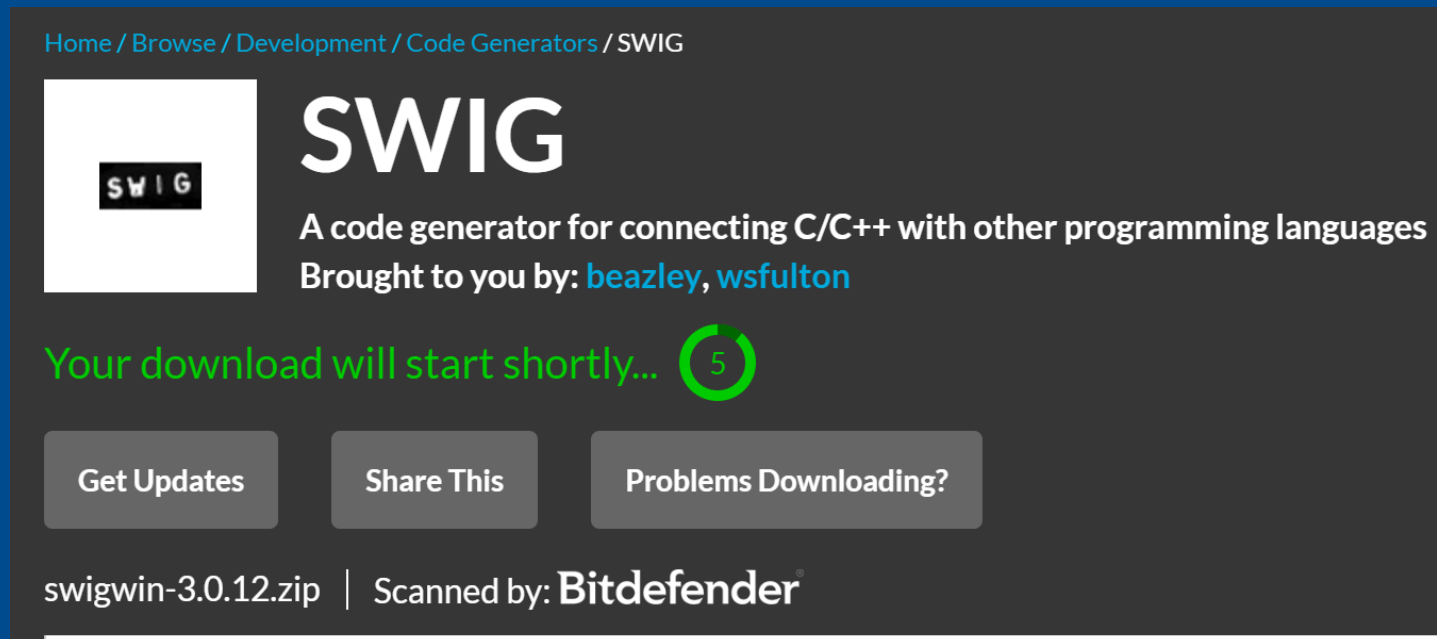 Home / Browse / Development / Code Generators / SWIG
SWIG
SWIG
A code generator for connecting C/C++ with other programming languages
Brought to you by: beazley, wsfulton
Your download will start shortly... 5
Get Updates
Share This
Problems Downloading?
swigwin-3.0.12.zip | Scanned by: Bitdefender®